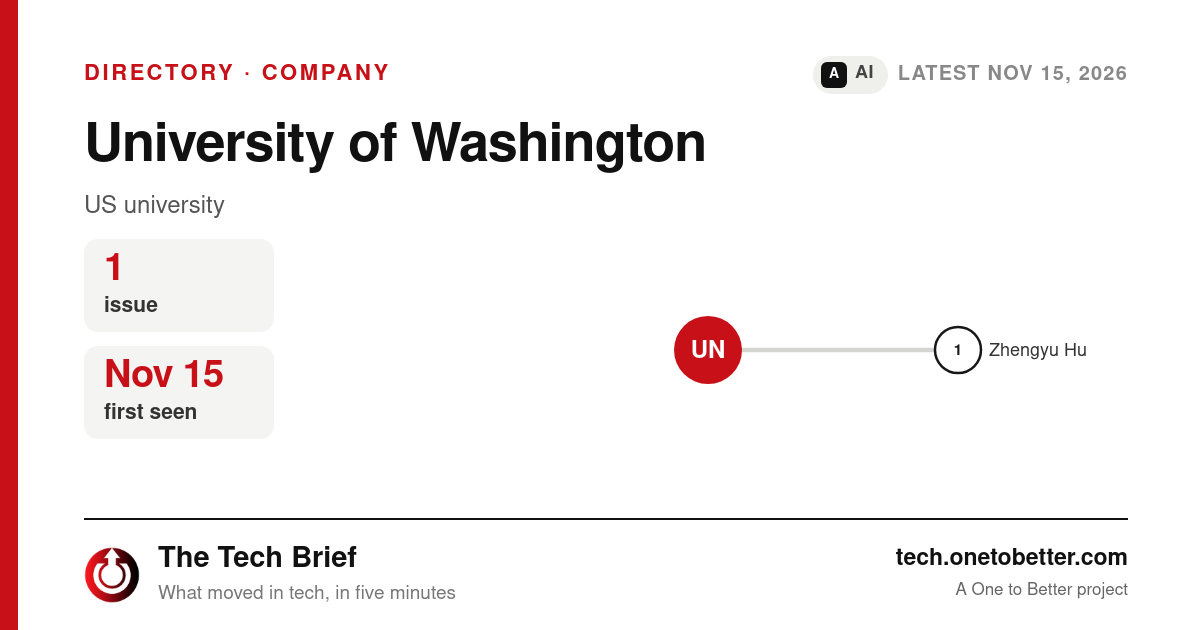 DIRECTORY · COMPANY
A AI LATEST NOV 15, 2026
University of Washington
US university
1
issue
Nov 15
first seen
UN
1 Zhengyu Hu
The Tech Brief
What moved in tech, in five minutes
tech.onetobetter.com
A One to Better project